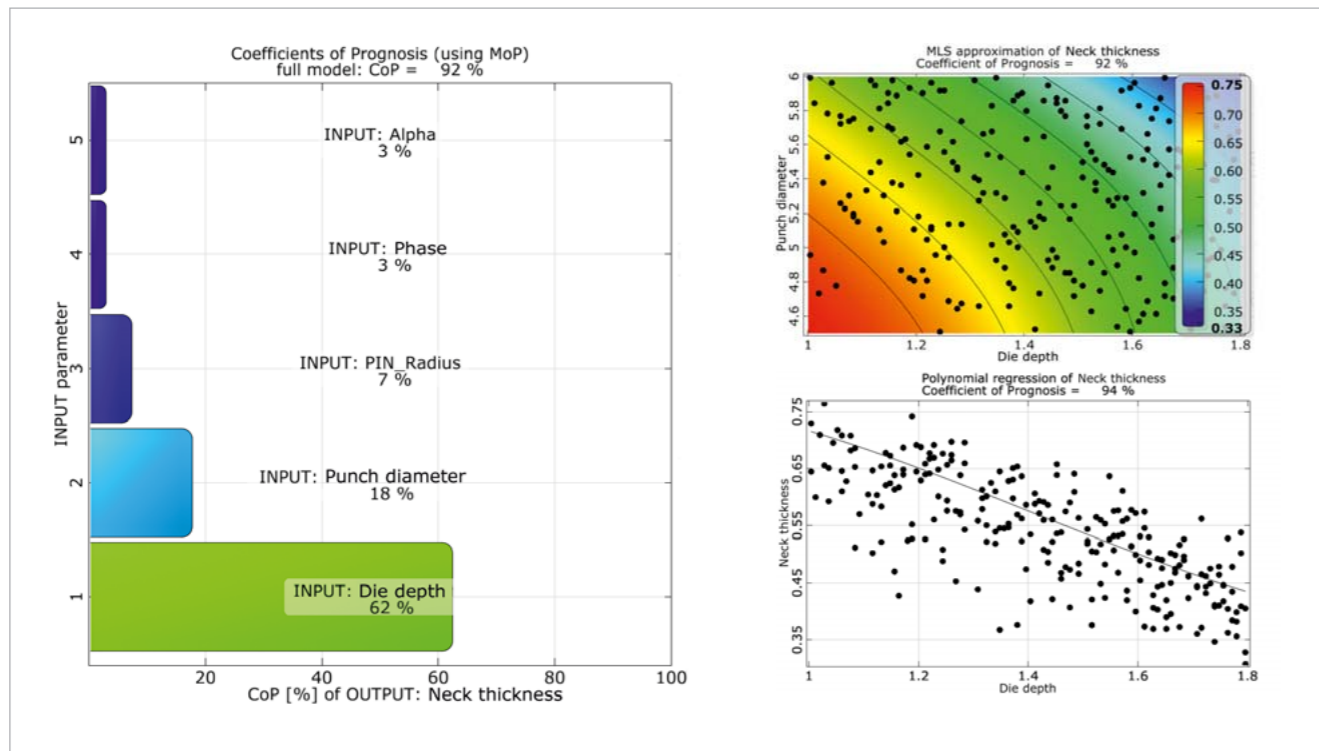 Coefficients of Prognosis (using MoP)
full model: CoP = 92 %
INPUT parameter
5
4
3
2
1
INPUT: Alpha
3 %
INPUT: Phase
3 %
INPUT: PIN_Radius
7 %
INPUT: Punch diameter
18 %
INPUT: Die depth
62 %
20
40
60
80
100
CoP [%] of OUTPUT: Neck thickness
MLS approximation of Neck thickness
Coefficient of Prognosis = 92 %
Punch diameter
6
5.8
5.6
5.4
5.2
5
4.8
4.6
0.75
0.70
0.65
0.60
0.55
0.50
0.45
0.40
0.35
0.33
1
1.2
1.4
1.6
1.8
Die depth
Polynomial regression of Neck thickness
Coefficient of Prognosis = 94 %
Neck thickness
0.75
0.65
0.55
0.45
0.35
1
1.2
1.4
1.6
1.8
Die depth